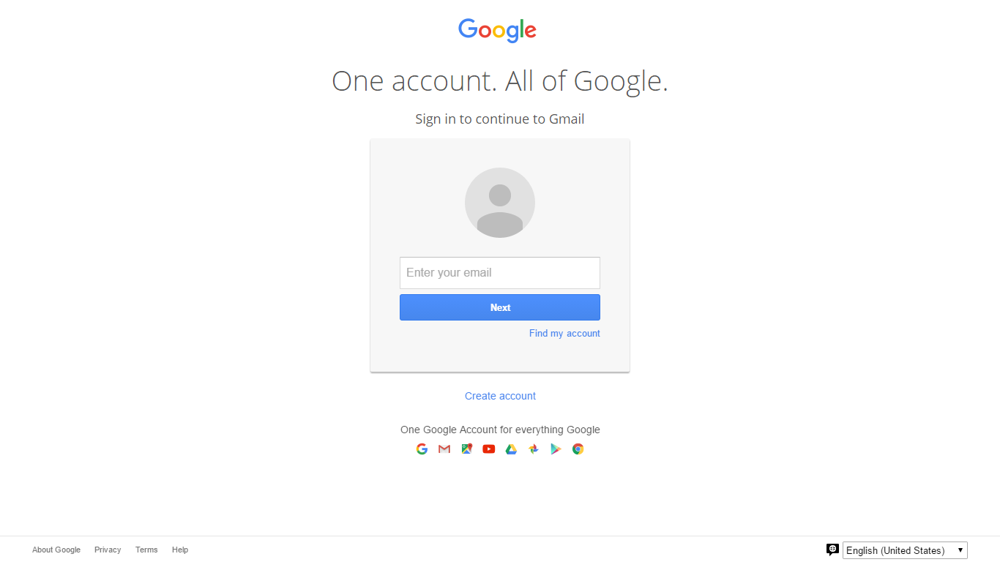 Google
One account. All of Google.
Sign in to continue to Gmail
Enter your email
Next
Find my account
Create account
One Google Account for everything Google
About Google Privacy Terms Help English (United States)